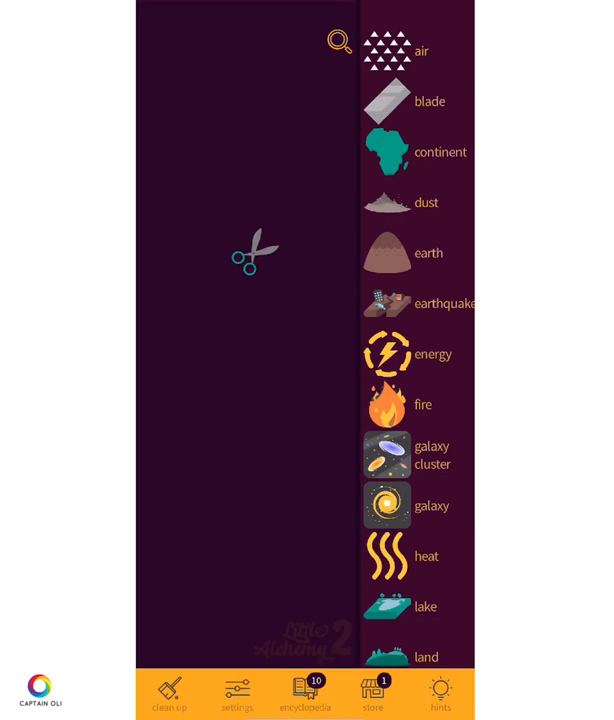 air
blade
continent
dust
earth
earthquake
energy
fire
galaxy
cluster
galaxy
heat
lake
land
Little
Alchemy 2
10
1
clean up
settings
encyclopedia
store
hints
CAPTAIN OLI